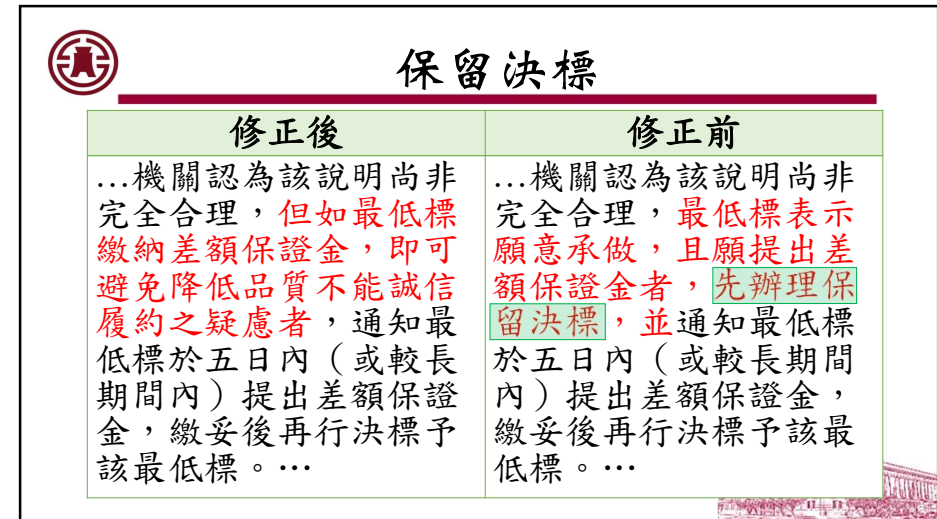 保留決標
修正後
…機關認為該說明尚非
完全合理，但如最低標
繳納差額保證金，即可
避免降低品質不能誠信
履約之疑慮者，通知最
低標於五日內（或較長
期間內）提出差額保證
金，繳妥後再行決標予
該最低標。…
修正前
…機關認為該說明尚非
完全合理，最低標表示
願意承做，且願提出差
額保證金者，先辦理保
留決標，並通知最低標
於五日內（或較長期間
內）提出差額保證金，
繳妥後再行決標予該最
低標。…